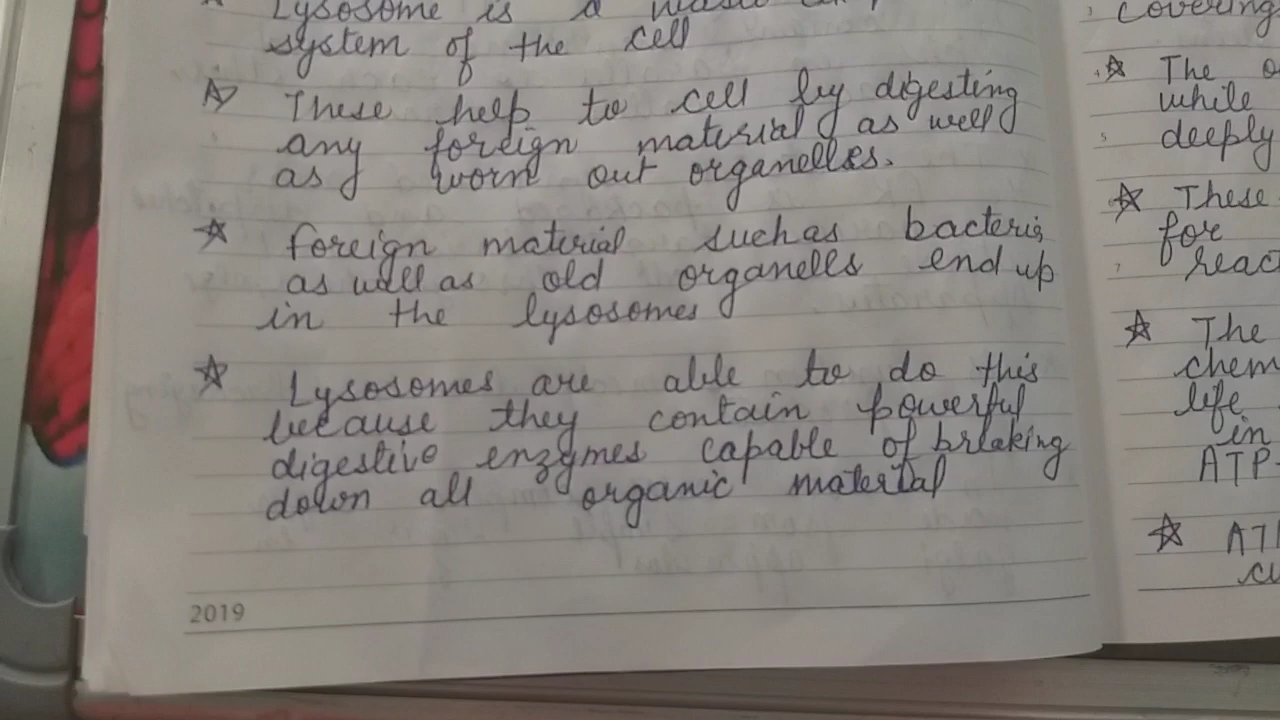 Lysosome is a
system of the cell
These help to cell by digesting
any foreign material as well
as worn out organelles.
foreign material such as bacteria
as well as old organells end up
in the lysosomes
Lysosomes are able to do this
because they contain powerful
digestive enzymes capable of breaking
down all organic material
2019
covering
The
while
deeply
These
for
reac
The
chem
life
in
ATP-